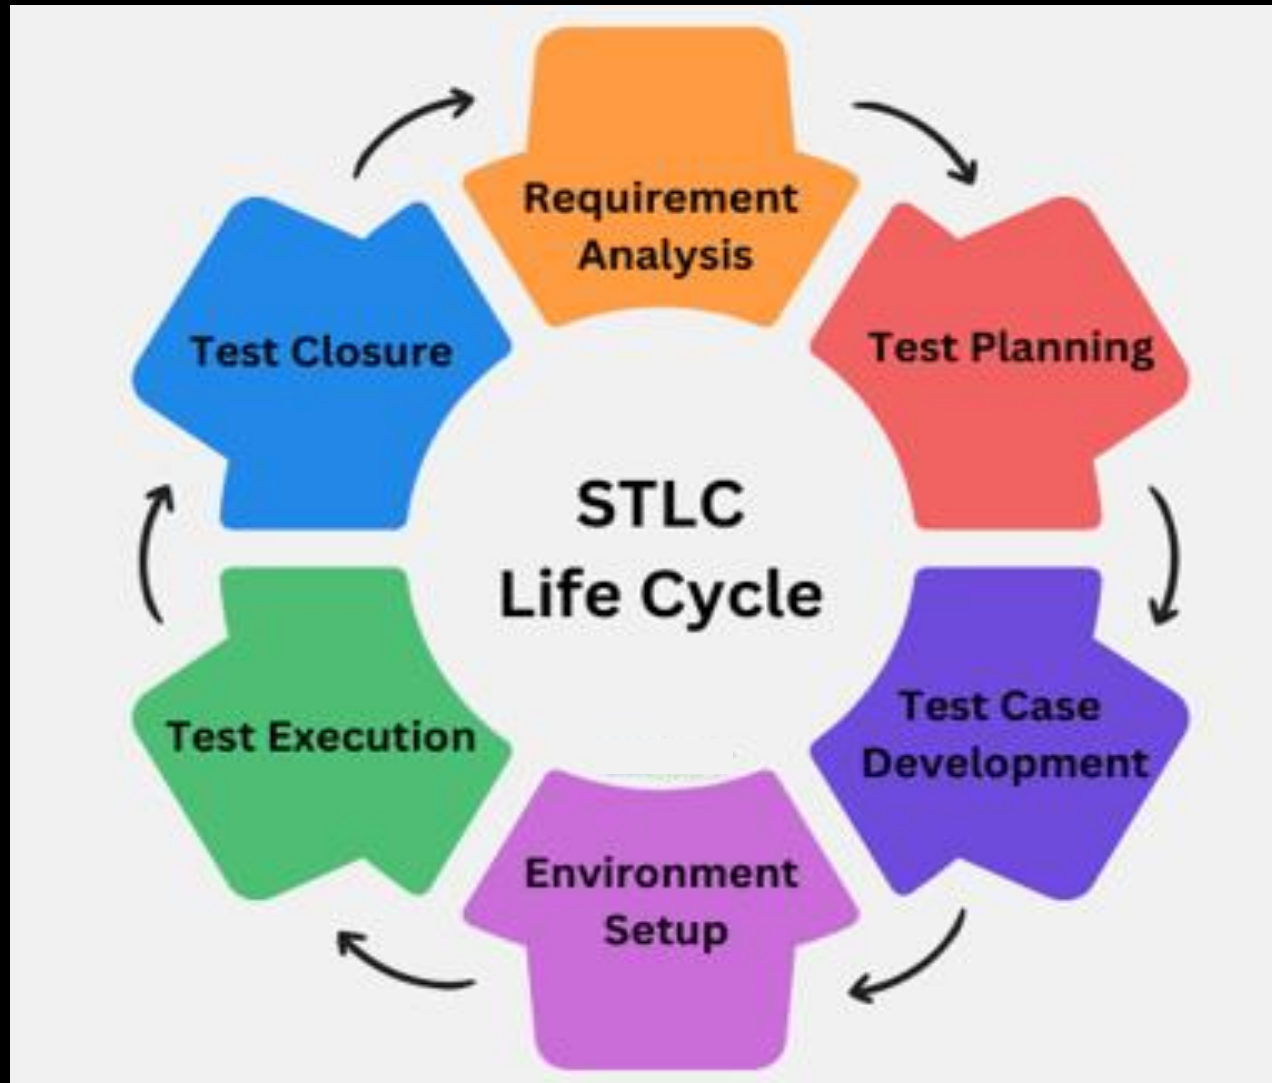 Requirement
Analysis
Test Closure
Test Planning
STLC
Life Cycle
Test Case
Development
Test Execution
Environment
Setup